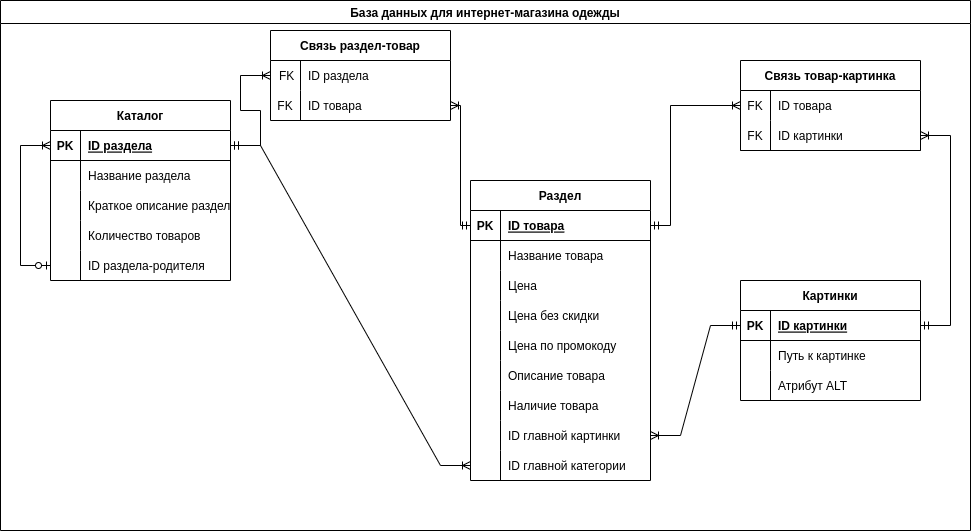 База данных для интернет-магазина одежды
Связь раздел-товар
FK ID раздела
FK ID товара
Связь товар-картинка
FK ID товара
FK ID картинки
Каталог
PK ID раздела
Название раздела
Краткое описание раздел
Количество товаров
ID раздела-родителя
Раздел
PK ID товара
Название товара
Цена
Цена без скидки
Цена по промокоду
Описание товара
Наличие товара
ID главной картинки
ID главной категории
Картинки
PK ID картинки
Путь к картинке
Атрибут ALT